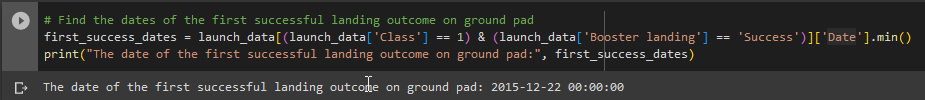 # Find the dates of the first successful landing outcome on ground pad
first_success_dates = launch_data[(launch_data['Class'] == 1) & (launch_data['Booster landing'] == 'Success')]['Date'].min()
print("The date of the first successful landing outcome on ground pad:", first_success_dates)
The date of the first successful landing outcome on ground pad: 2015-12-22 00:00:00